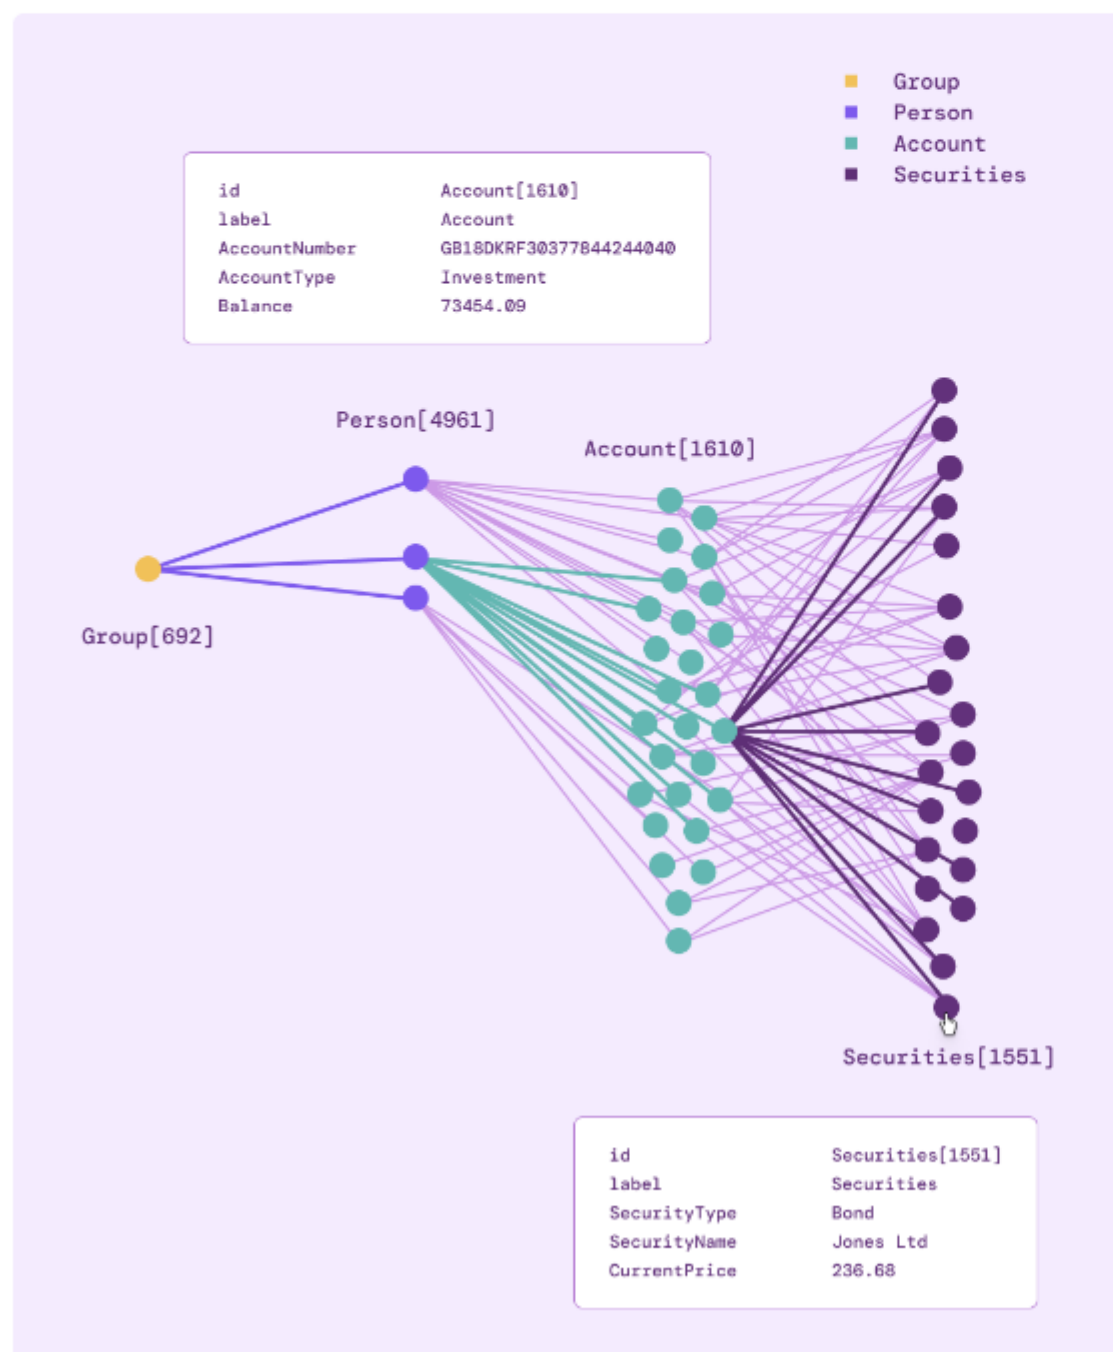 Group
Person
Account
Securities
id Account[1610]
label Account
AccountNumber GB18DKRF30377844244040
AccountType Investment
Balance 73454.09
Person[4961]
Account[1610]
Group[692]
Securities[1551]
id Securities[1551]
label Securities
SecurityType Bond
SecurityName Jones Ltd
CurrentPrice 236.68